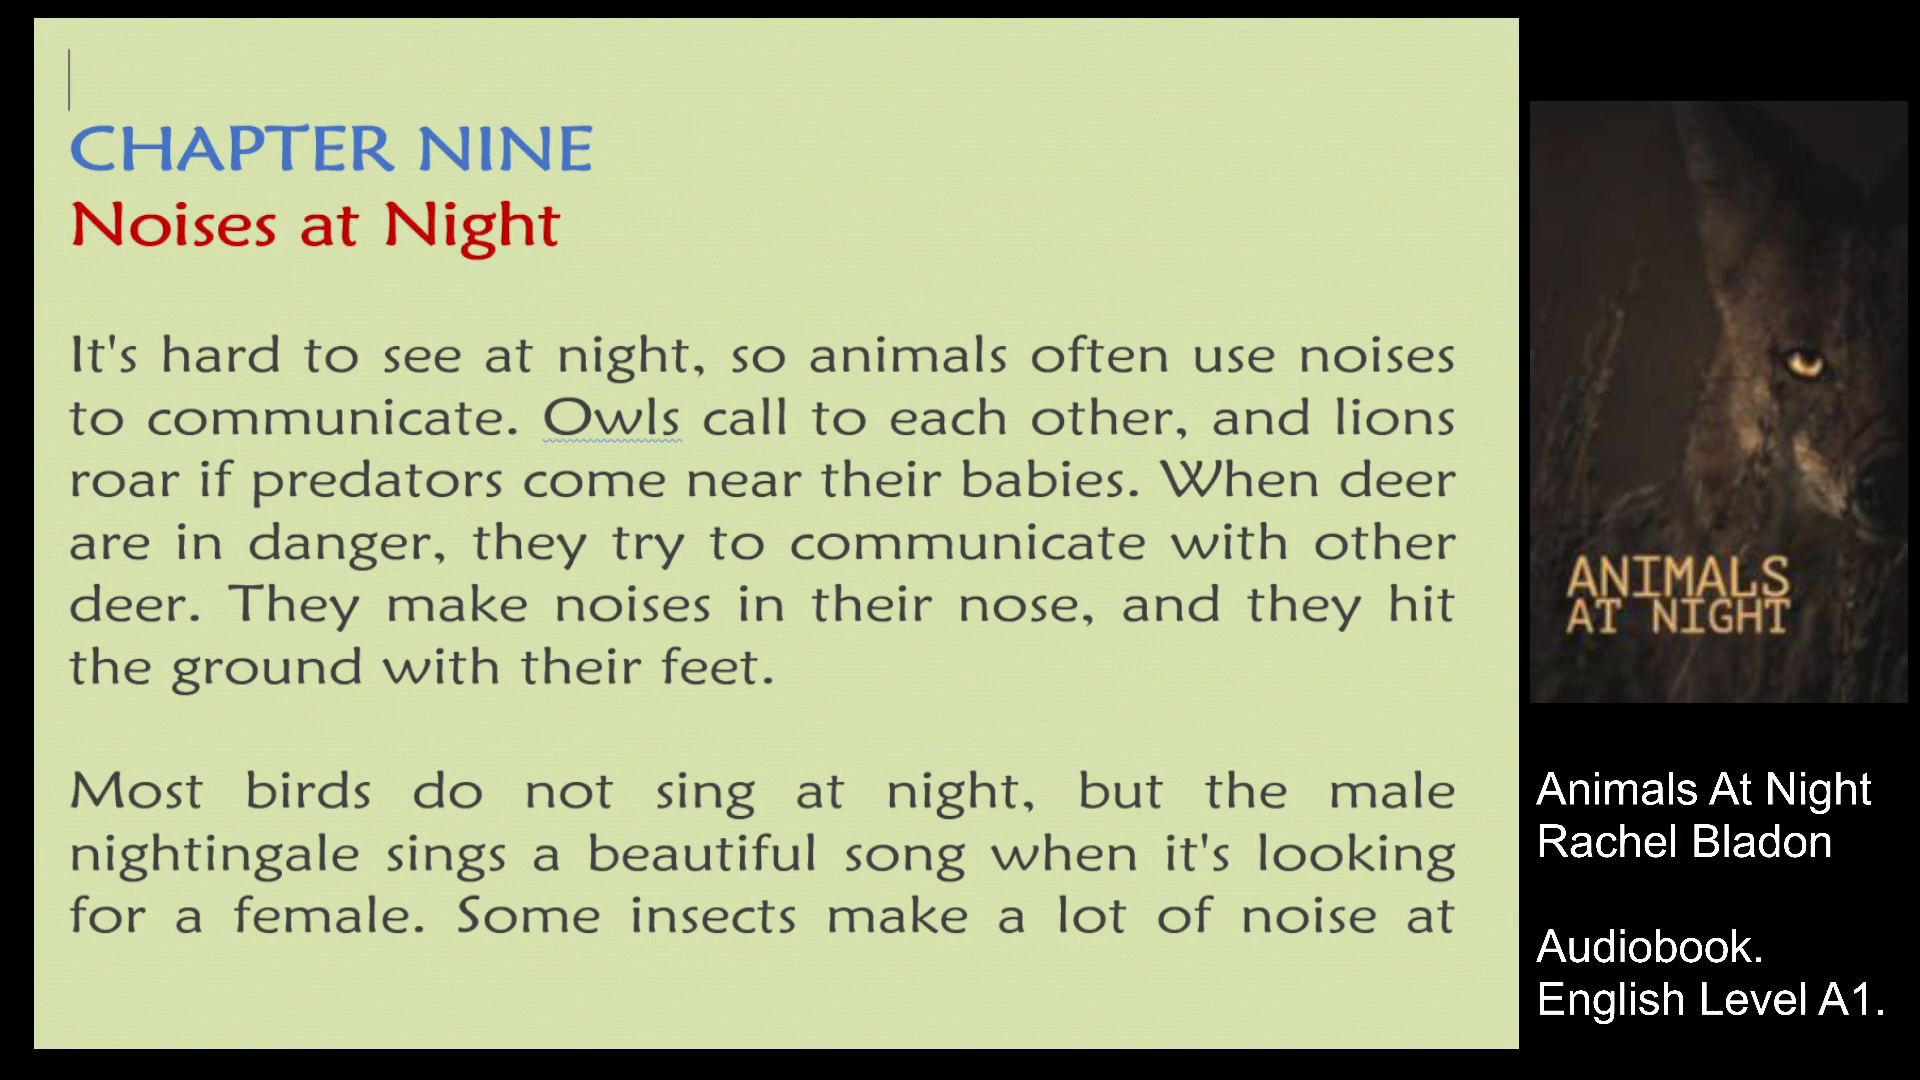 CHAPTER NINE
Noises at Night
It's hard to see at night, so animals often use noises
to communicate. Owls call to each other, and lions
roar if predators come near their babies. When deer
are in danger, they try to communicate with other
deer. They make noises in their nose, and they hit
the ground with their feet.
Most birds do not sing at night, but the male
nightingale sings a beautiful song when it's looking
for a female. Some insects make a lot of noise at
ANIMALS
AT NIGHT
Animals At Night
Rachel Bladon
Audiobook.
English Level A1.